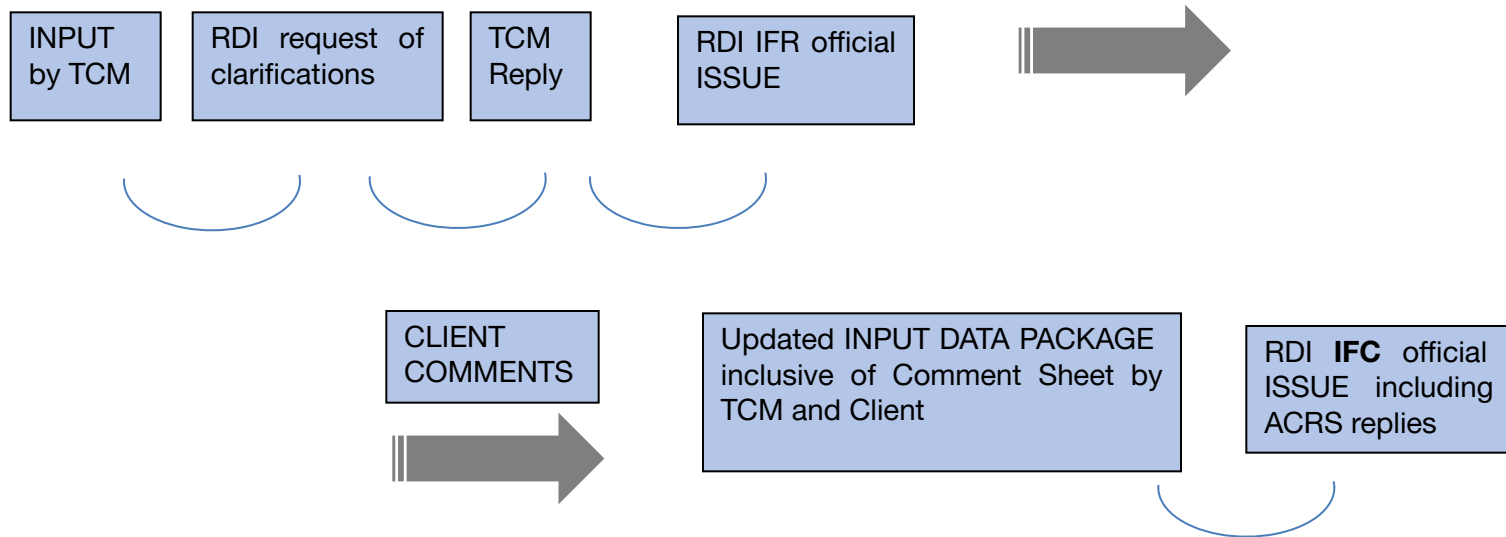 INPUT
by TCM
RDI request of
clarifications
TCM
Reply
RDI IFR official
ISSUE
CLIENT
COMMENTS
Updated INPUT DATA PACKAGE
inclusive of Comment Sheet by
TCM and Client
RDI IFC official
ISSUE including
ACRS replies